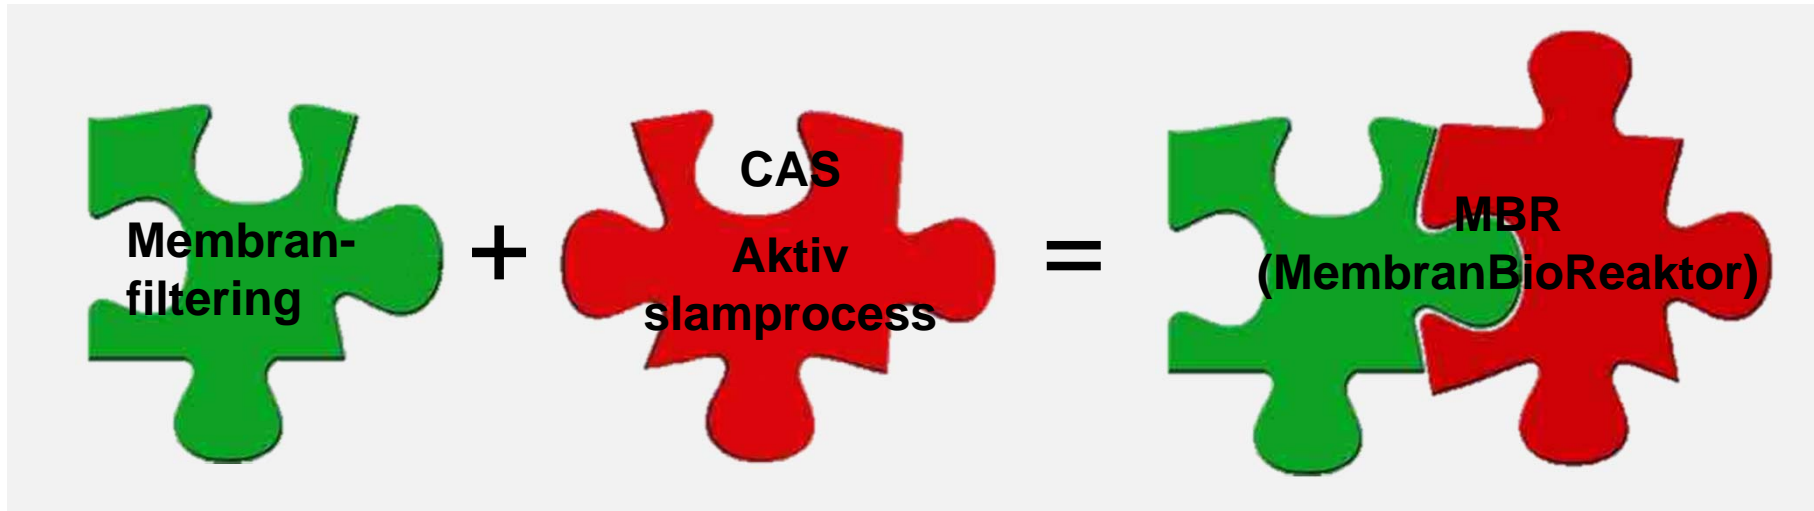 Membran-
filtering
+
CAS
Aktiv
slamprocess
=
MBR
(MembranBioReaktor)